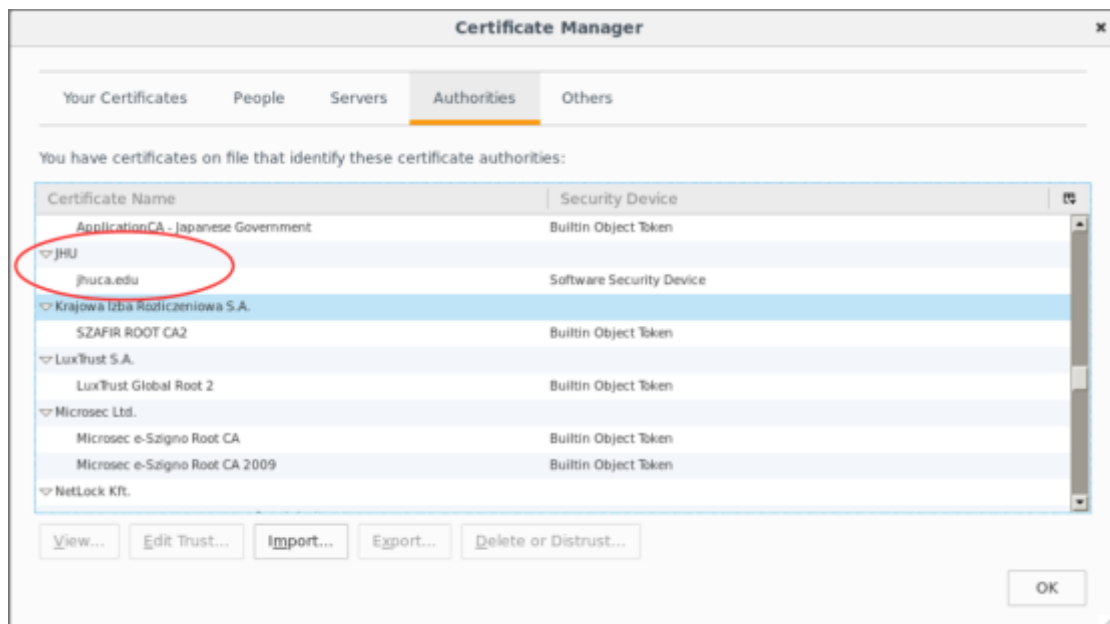 Certificate Manager
Your Certificates People Servers Authorities Others
You have certificates on file that identify these certificate authorities:
Certificate Name Security Device
ApplicationCA - Japanese Government Builtin Object Token
JHU
jhuca.edu Software Security Device
Krajowa Izba Rozliczeniowa S.A.
SZAFIR ROOT CA2 Builtin Object Token
LuxTrust S.A.
LuxTrust Global Root 2 Builtin Object Token
Microsec Ltd.
Microsec e-Szigno Root CA Builtin Object Token
Microsec e-Szigno Root CA 2009 Builtin Object Token
NetLock Kft.
View... Edit Trust... Import... Export... Delete or Distrust...
OK